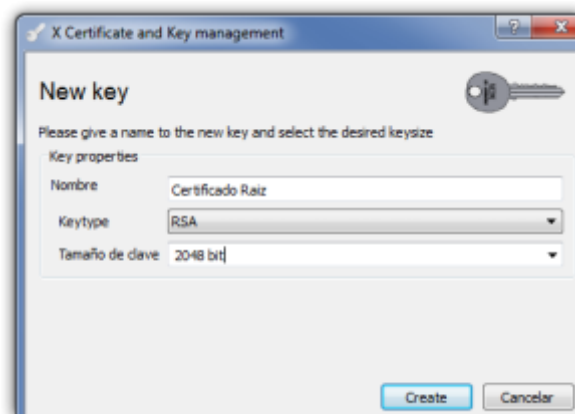 X Certificate and Key management
New key
Please give a name to the new key and select the desired keysize
Key properties
Nombre Certificado Raiz
Keytype RSA
Tamaño de clave 2048 bit
Create Cancelar